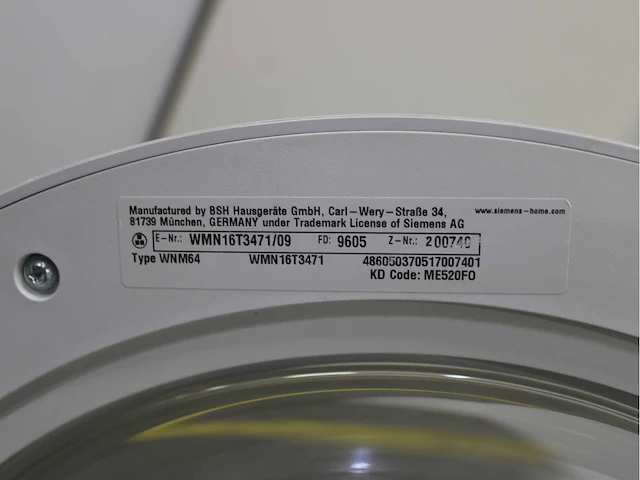 Manufactured by BSH Hausgeräte GmbH, Carl-Wery-Straße 34,
81739 München, GERMANY under Trademark License of Siemens AG
www.siemens-home.com
E-Nr.: WMN16T3471/09 FD: 9605 Z-Nr.: 200740
Type WNM64 WMN16T3471 486050370517007401
KD Code: ME520FO